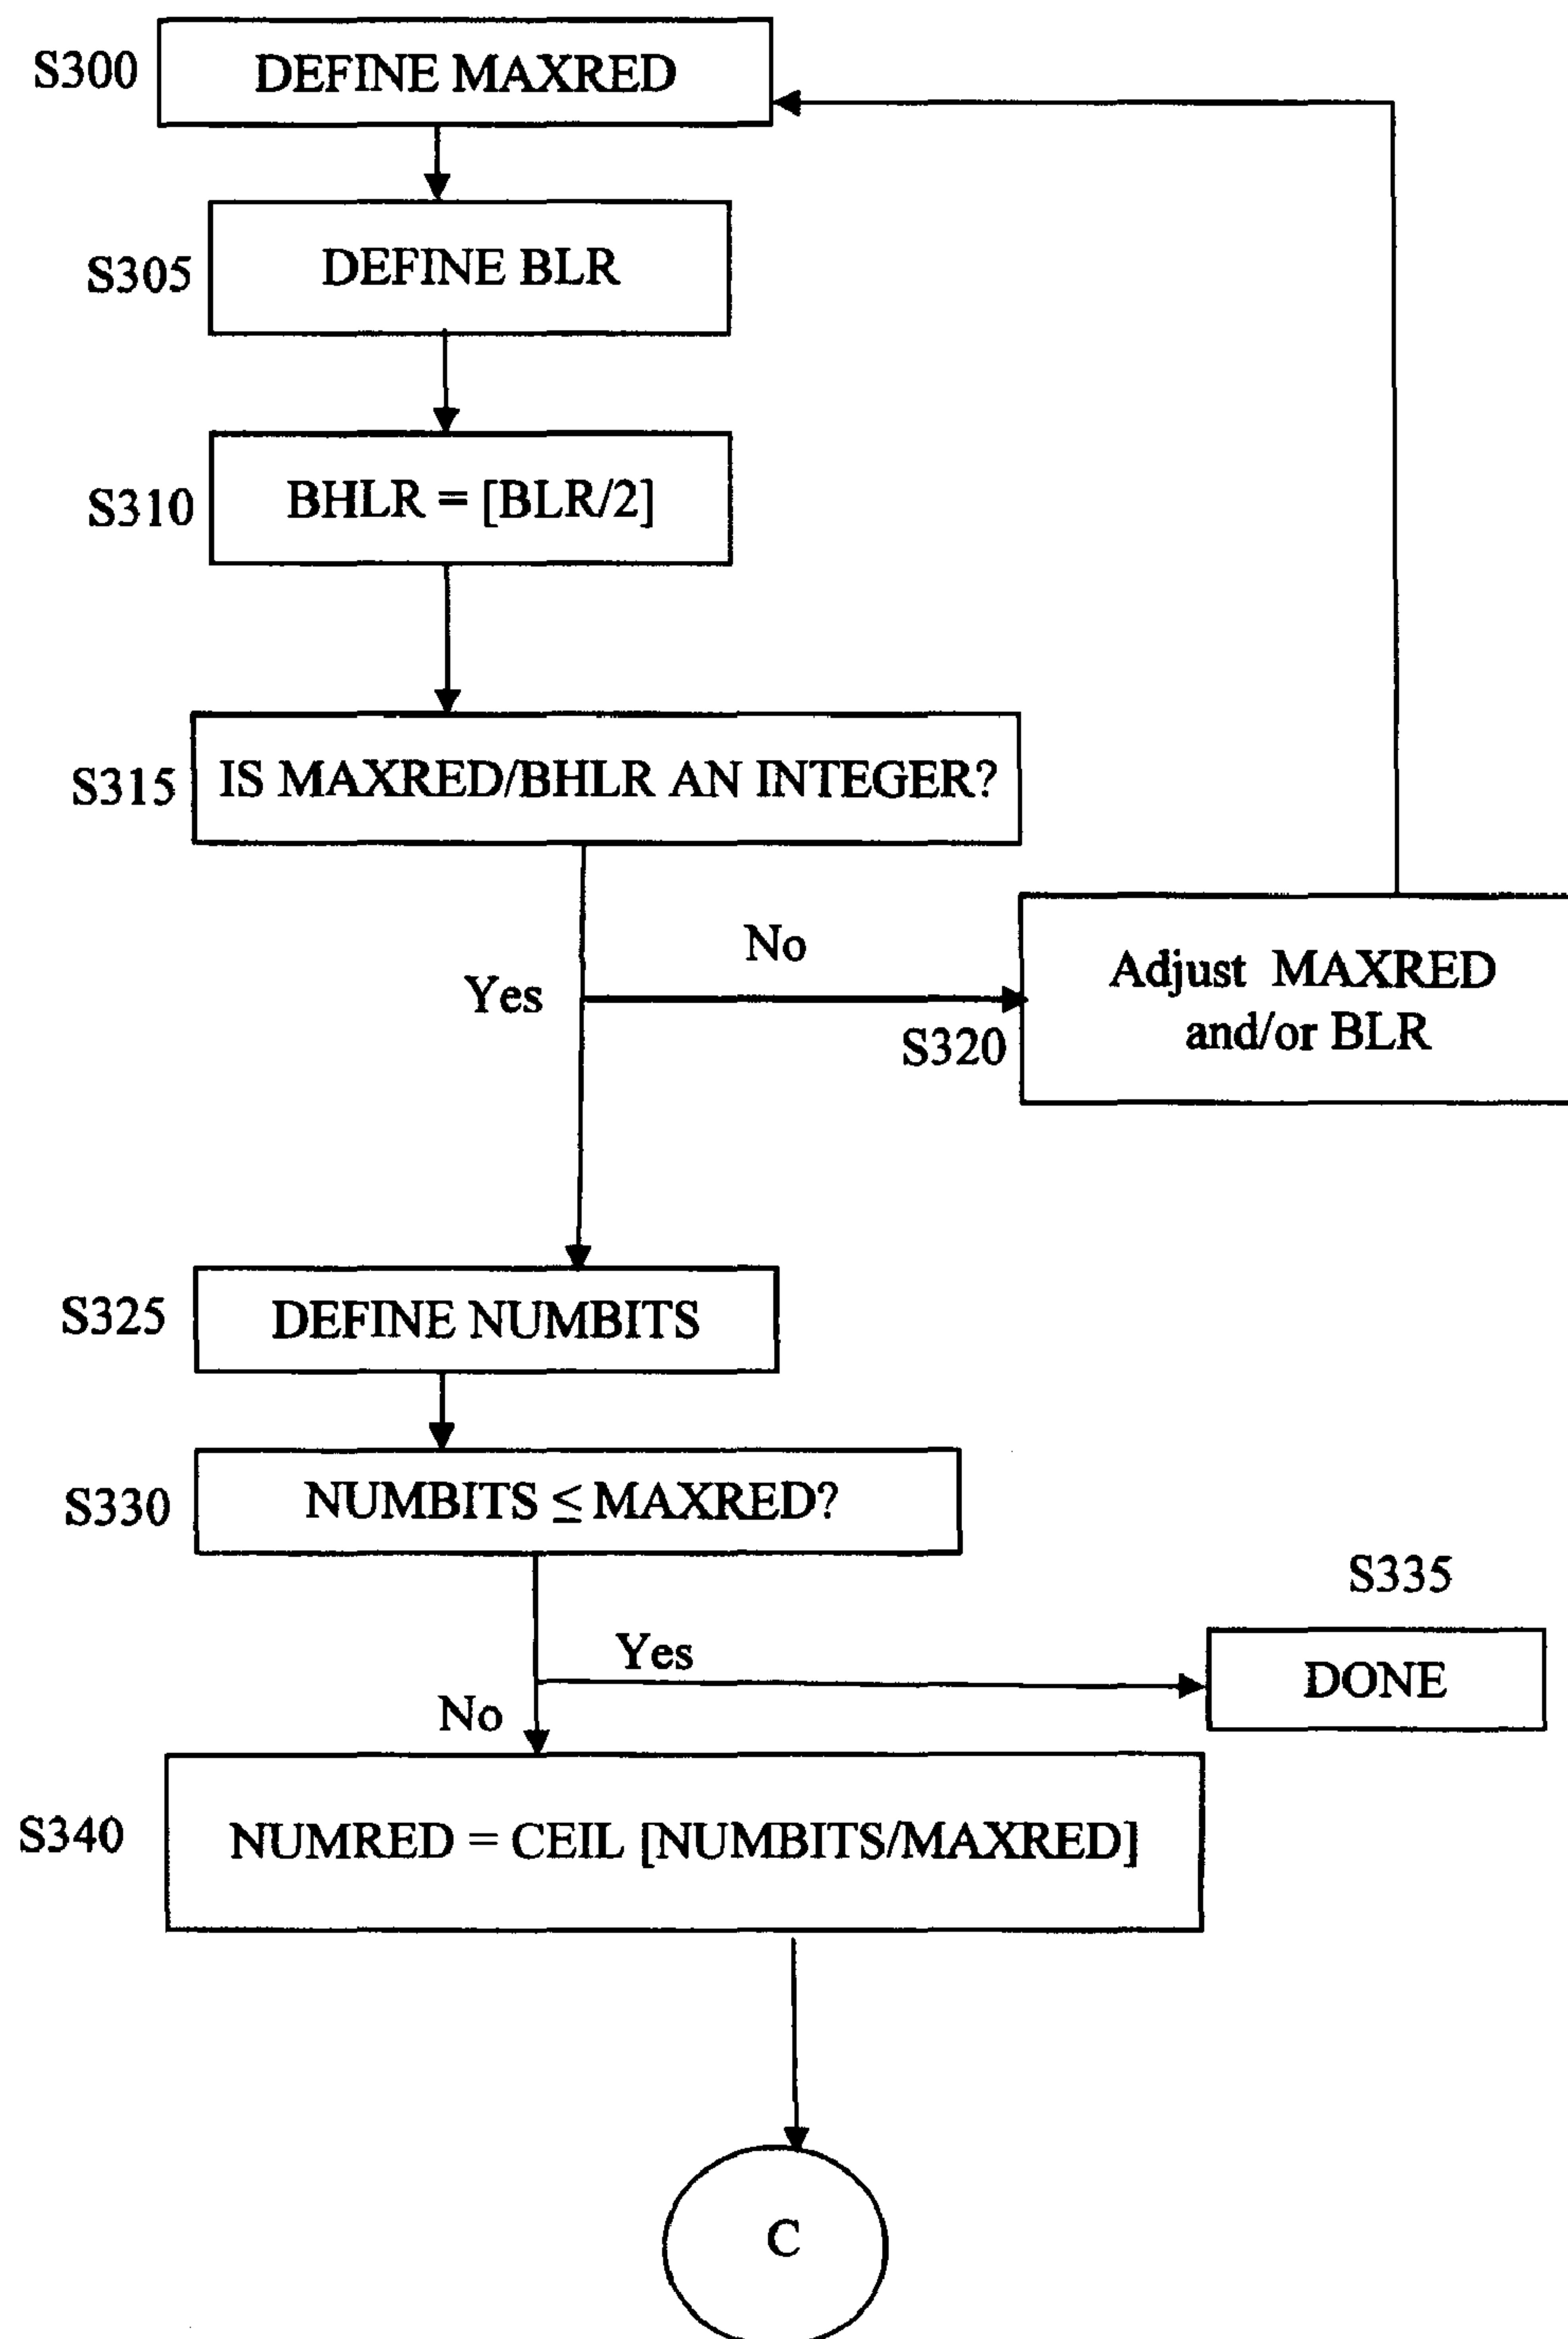 S300
DEFINE MAXRED
S305
DEFINE BLR
S310
BHLR = [BLR/2]
S315
IS MAXRED/BHLR AN INTEGER?
No
Yes
S320
Adjust MAXRED
and/or BLR
S325
DEFINE NUMBITS
S330
NUMBITS ≤ MAXRED?
S335
Yes
DONE
No
S340
NUMRED = CEIL [NUMBITS/MAXRED]
C